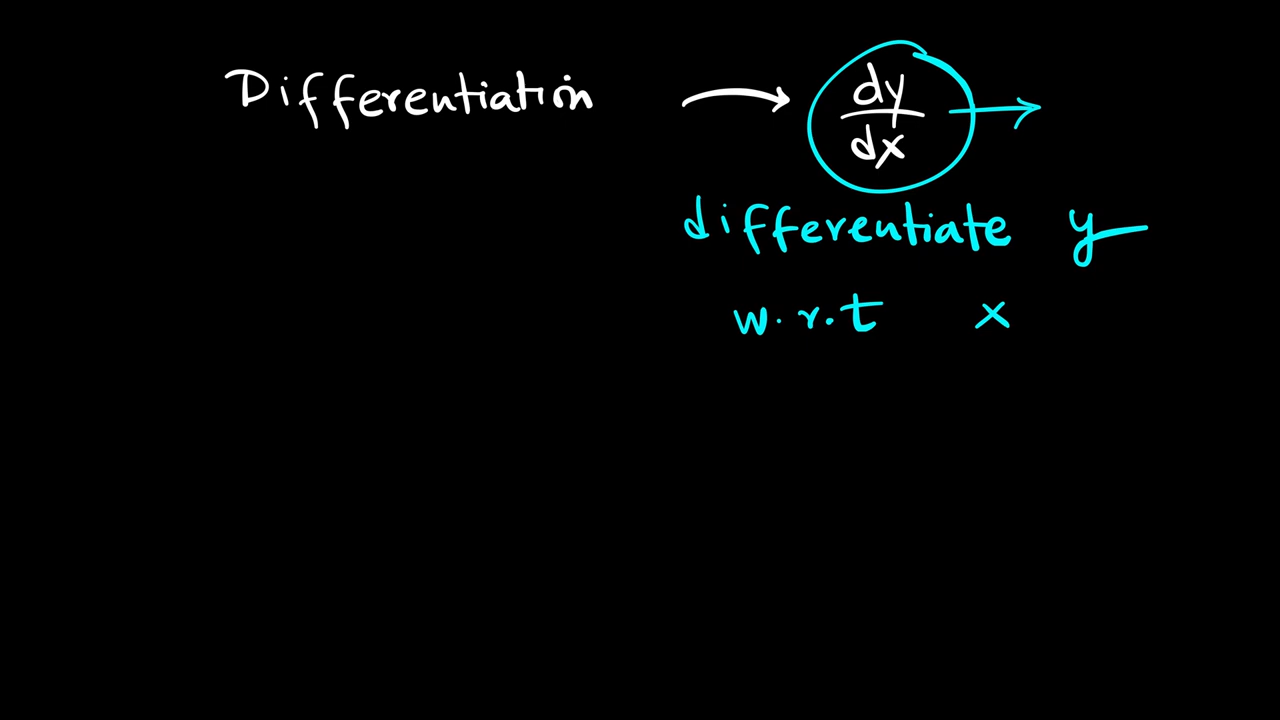 Differentiation → dy/dx →
differentiate y
w.r.t x